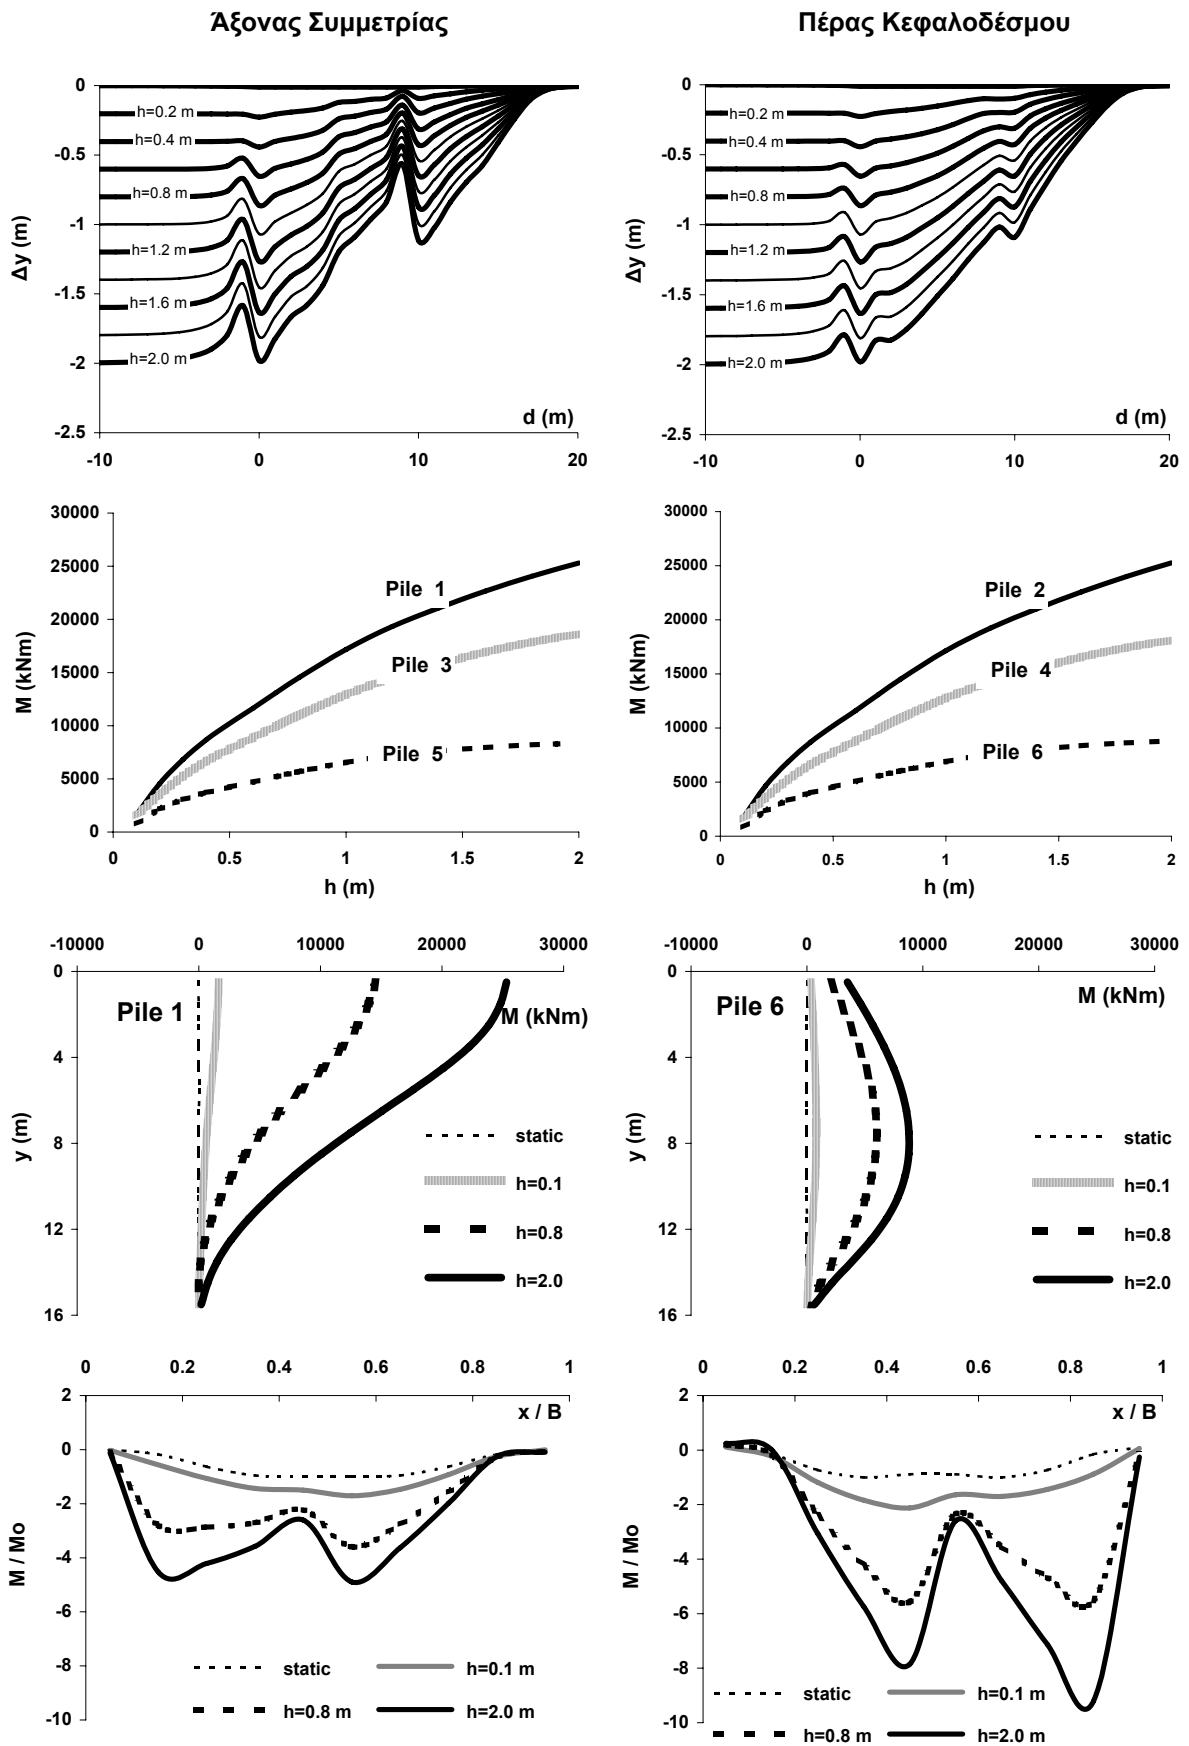 Άξονας Συμμετρίας
Πέρας Κεφαλοδέσμου
0
-0.5
-1
-1.5
-2
-2.5
Δy (m)
h=0.2 m
h=0.4 m
h=0.8 m
h=1.2 m
h=1.6 m
h=2.0 m
d (m)
-10 0 10 20
0
-0.5
-1
-1.5
-2
-2.5
Δy (m)
h=0.2 m
h=0.4 m
h=0.8 m
h=1.2 m
h=1.6 m
h=2.0 m
d (m)
-10 0 10 20
30000
25000
20000
15000
10000
5000
0
M (kNm)
Pile 1
Pile 3
Pile 5
0 0.5 1 1.5 2
h (m)
30000
25000
20000
15000
10000
5000
0
M (kNm)
Pile 2
Pile 4
Pile 6
0 0.5 1 1.5 2
h (m)
-10000 0 10000 20000 30000
0
4
8
12
16
y (m)
Pile 1
M (kNm)
static
h=0.1
h=0.8
h=2.0
-10000 0 10000 20000 30000
0
4
8
12
16
y (m)
Pile 6
M (kNm)
static
h=0.1
h=0.8
h=2.0
0 0.2 0.4 0.6 0.8 1
x / B
2
0
-2
-4
-6
-8
-10
M / Mo
static
h=0.1 m
h=0.8 m
h=2.0 m
0 0.2 0.4 0.6 0.8 1
x / B
2
0
-2
-4
-6
-8
-10
M / Mo
static
h=0.1 m
h=0.8 m
h=2.0 m